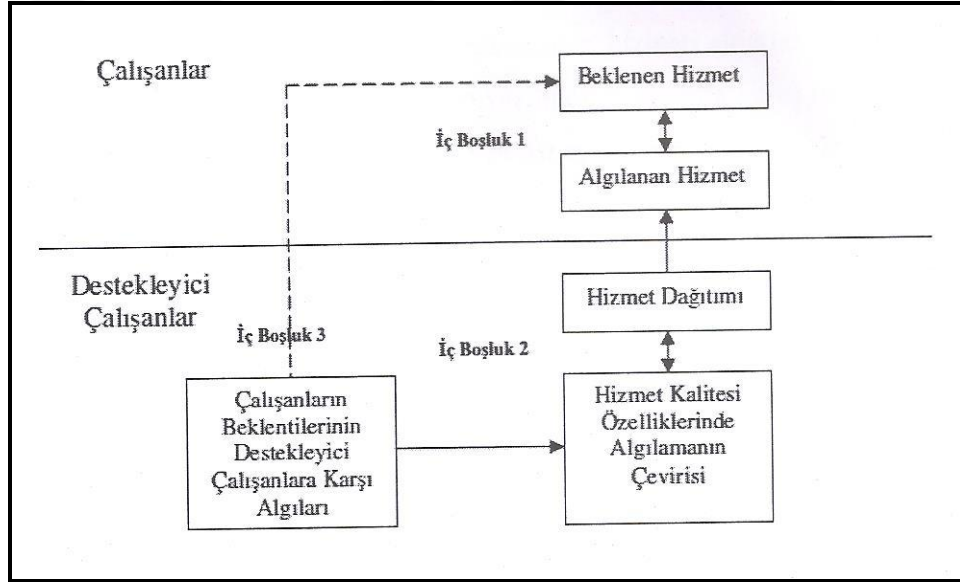 Çalışanlar
Beklenen Hizmet
İç Boşluk 1
Algılanan Hizmet
Destekleyici
Çalışanlar
Hizmet Dağıtımı
İç Boşluk 3
İç Boşluk 2
Çalışanların
Beklentilerinin
Destekleyici
Çalışanlara Karşı
Algıları
Hizmet Kalitesi
Özelliklerinde
Algılamanın
Çevirisi